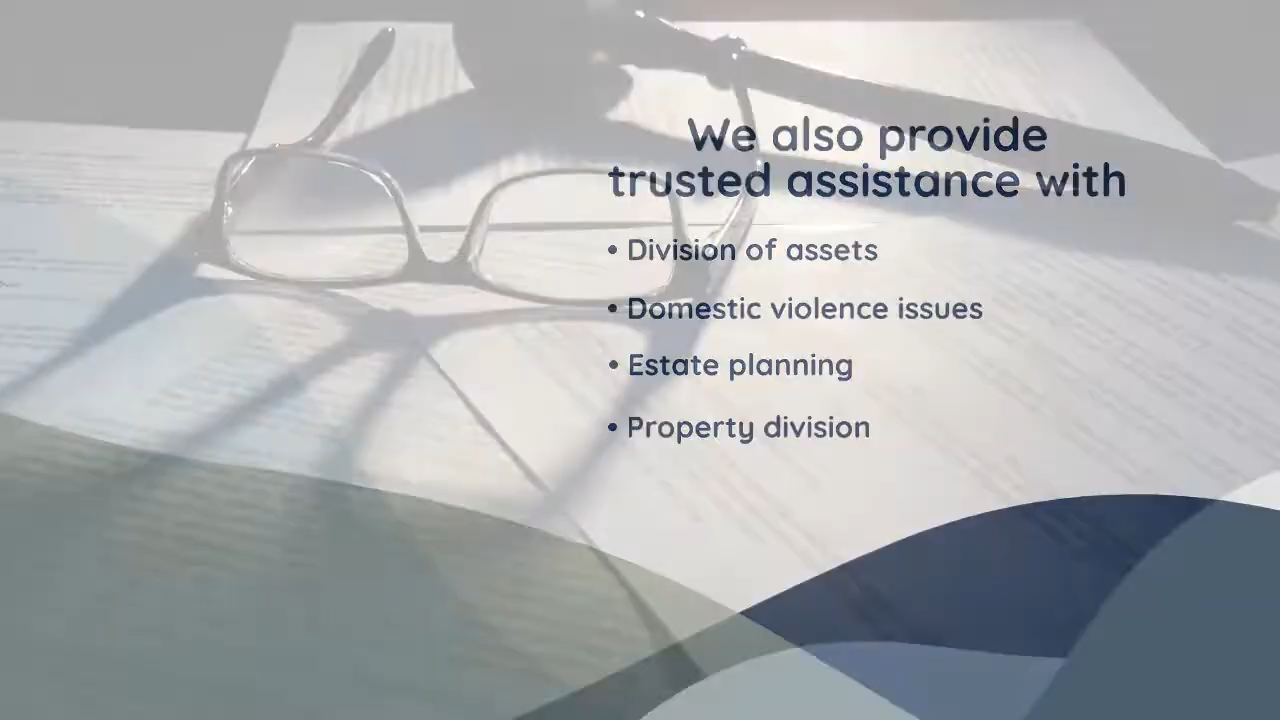 We also provide
trusted assistance with
• Division of assets
• Domestic violence issues
• Estate planning
• Property division